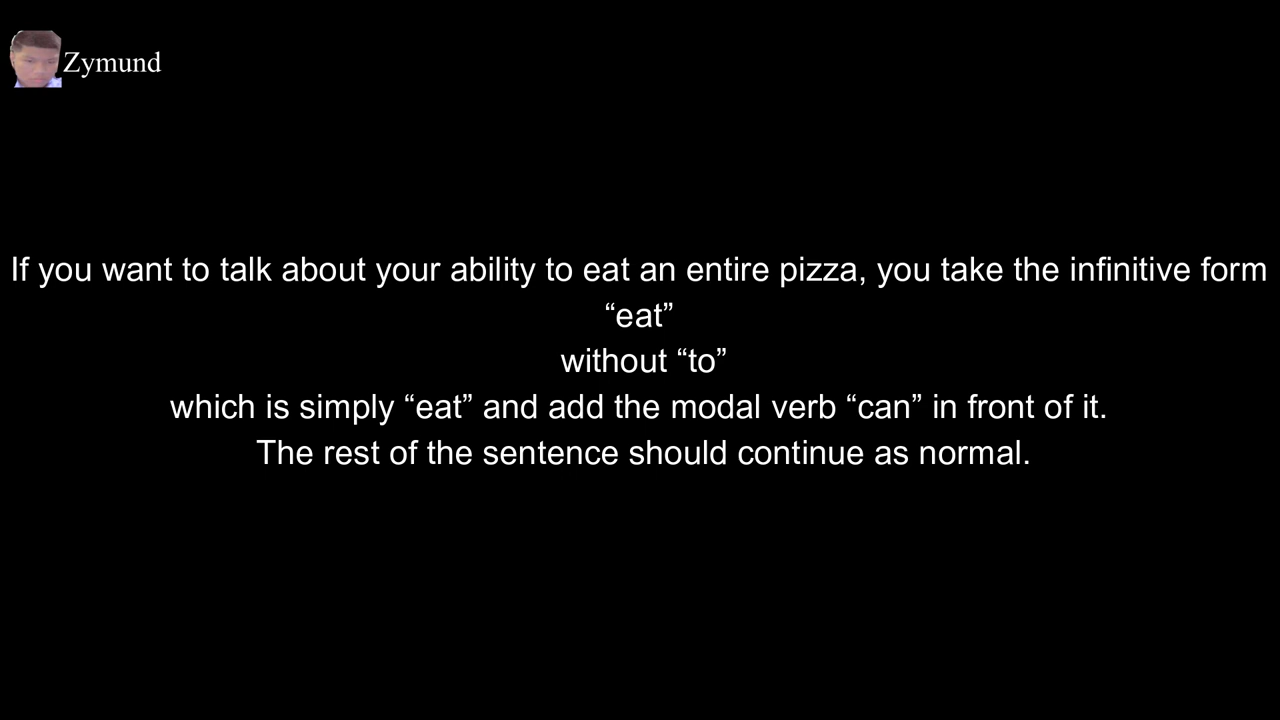 Zymund
If you want to talk about your ability to eat an entire pizza, you take the infinitive form
“eat”
without “to”
which is simply “eat” and add the modal verb “can” in front of it.
The rest of the sentence should continue as normal.